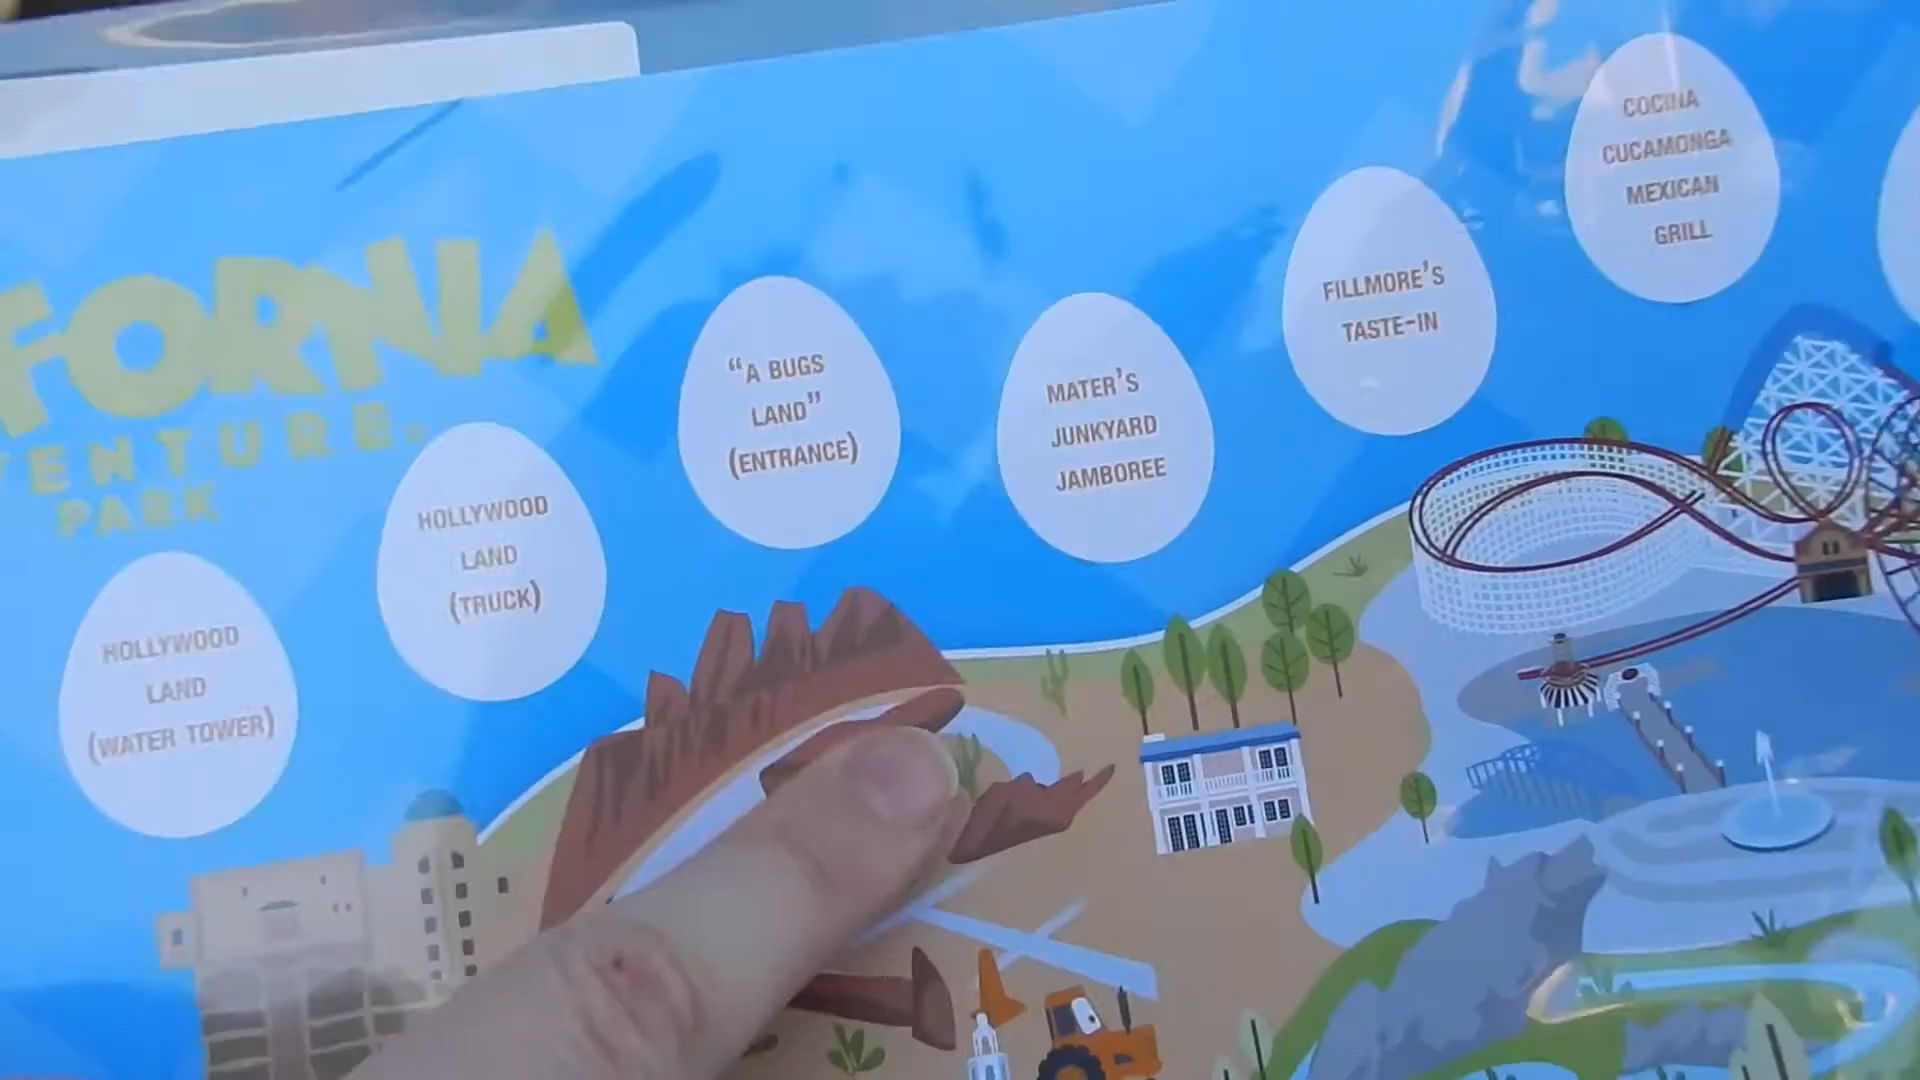 FORNIA
VENTURE
PARK
HOLLYWOOD
LAND
(WATER TOWER)
HOLLYWOOD
LAND
(TRUCK)
“A BUGS
LAND”
(ENTRANCE)
MATER'S
JUNKYARD
JAMBOREE
FILLMORE'S
TASTE-IN
COCINA
CUCAMONGA
MEXICAN
GRILL